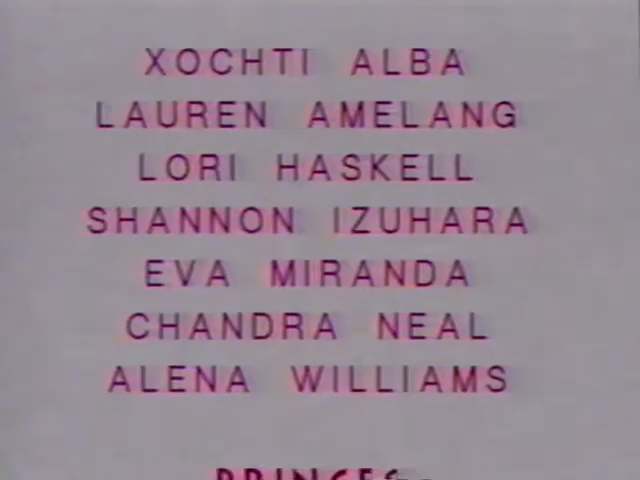 XOCHTI ALBA
LAUREN AMELANG
LORI HASKELL
SHANNON IZUHARA
EVA MIRANDA
CHANDRA NEAL
ALENA WILLIAMS